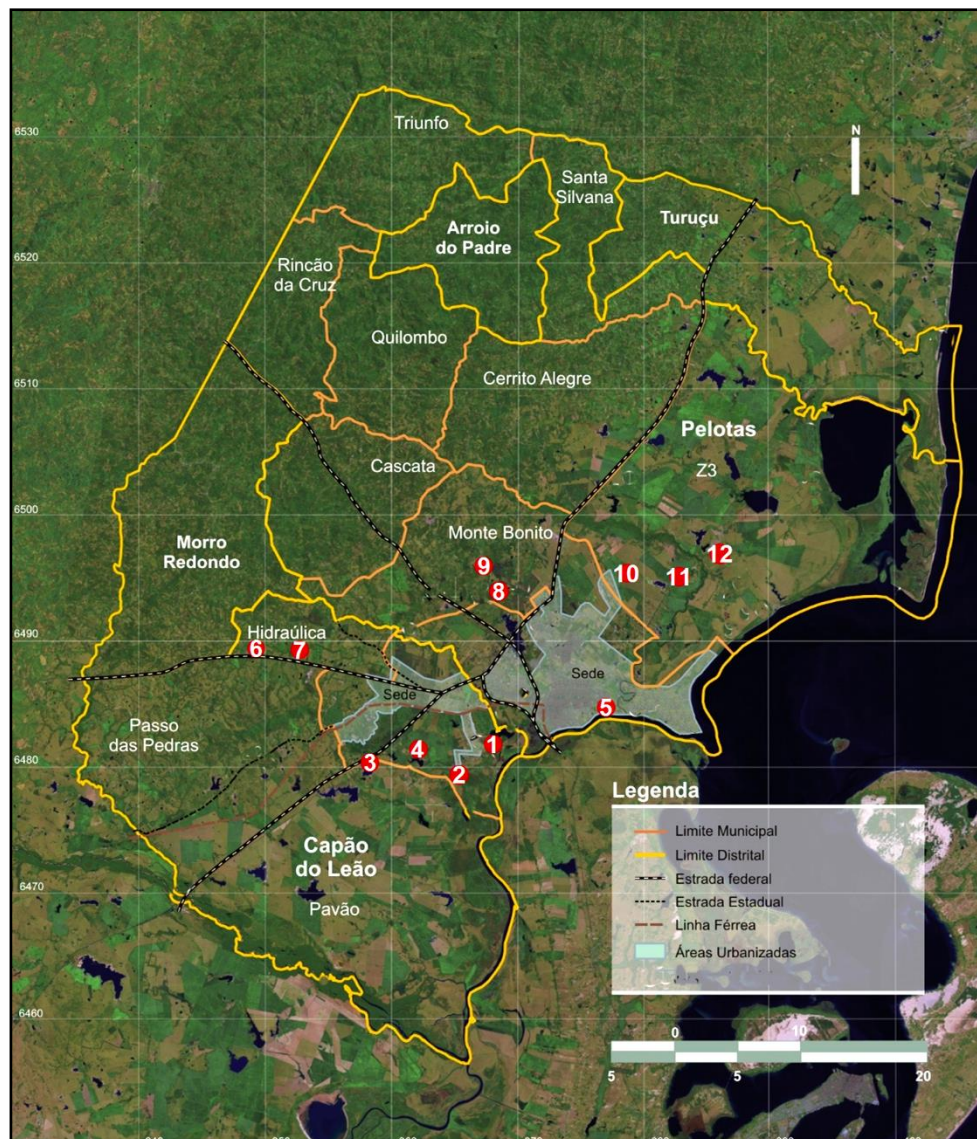 6530
Triunfo
N
Santa
Silvana
Turuçu
Arroio
do Padre
Rincão
da Cruz
6520
Quilombo
Cerrito Alegre
6510
Pelotas
Z3
Cascata
6500
Monte Bonito
Morro
Redondo
12
9
10
11
8
Hidraúlica
6490
6
7
Sede
Sede
5
Passo
das Pedras
1
4
3
2
6480
Legenda
Limite Municipal
Limite Distrital
Estrada federal
Estrada Estadual
Linha Férrea
Áreas Urbanizadas
Capão
do Leão
Pavão
6470
6460
0
10
5
5
20